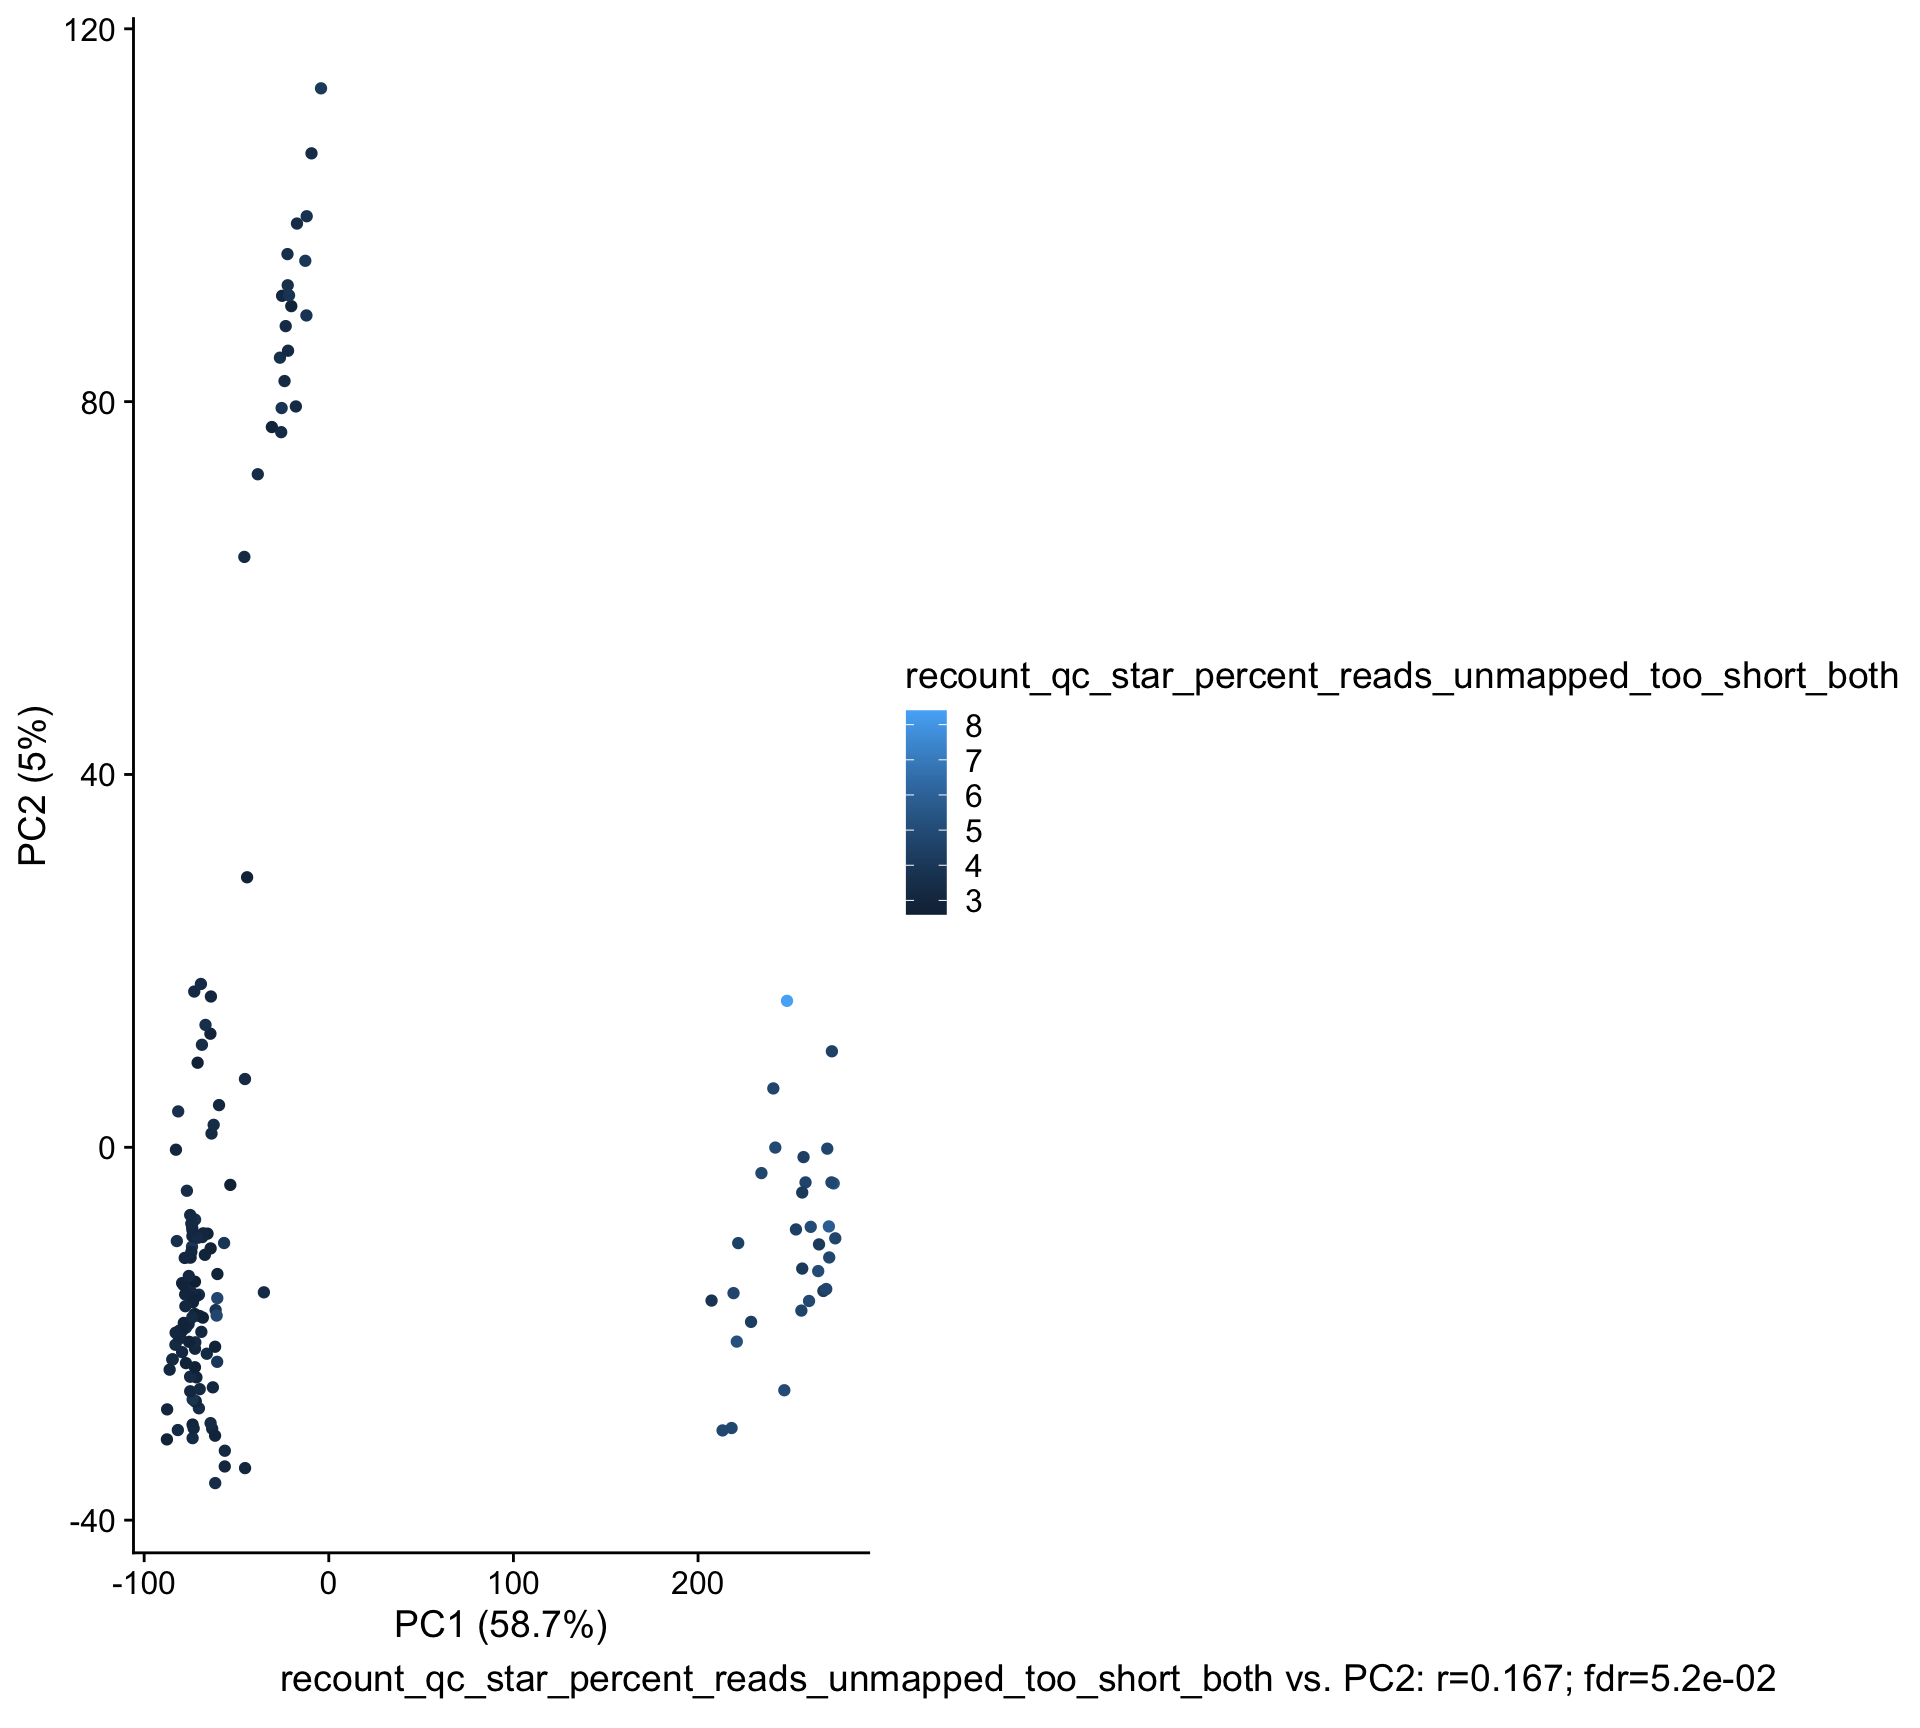 120
80
40
0
-40
PC2 (5%)
-100 0 100 200
PC1 (58.7%)
recount_qc_star_percent_reads_unmapped_too_short_both
8
7
6
5
4
3
recount_qc_star_percent_reads_unmapped_too_short_both vs. PC2: r=0.167; fdr=5.2e-02